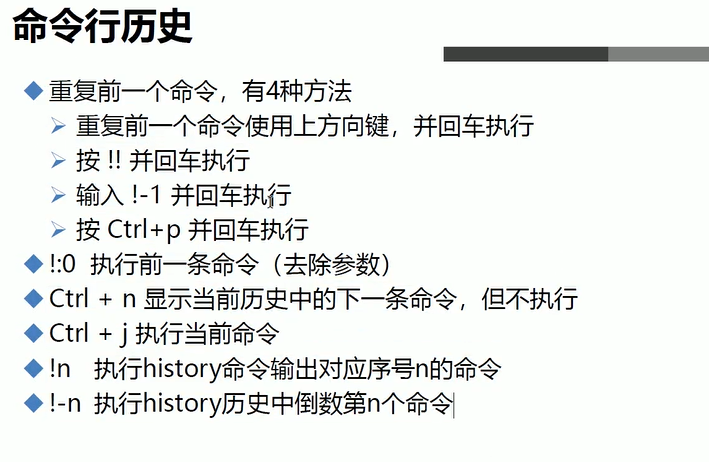 命令行历史
重复前一个命令，有4种方法
重复前一个命令使用上方向键，并回车执行
按 !! 并回车执行
输入 !-1 并回车执行
按 Ctrl+p 并回车执行
!:0 执行前一条命令（去除参数）
Ctrl + n 显示当前历史中的下一条命令，但不执行
Ctrl + j 执行当前命令
!n 执行history命令输出对应序号n的命令
!-n 执行history历史中倒数第n个命令